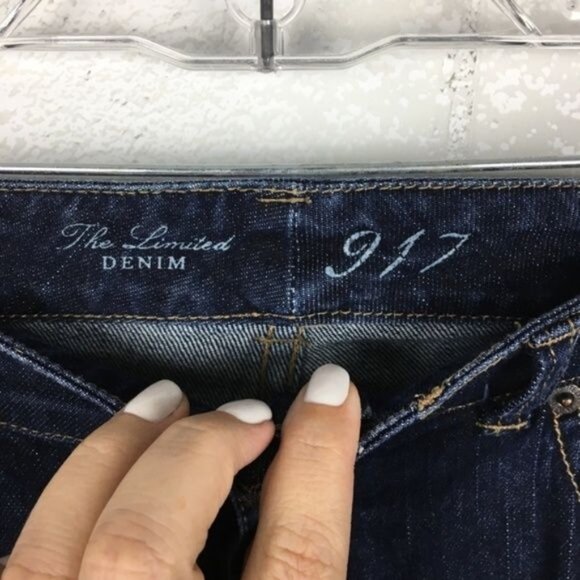 The Limited
DENIM
917